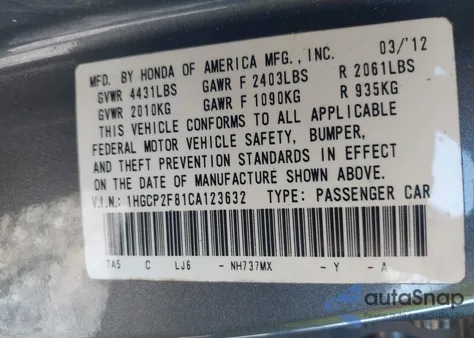 MFD. BY HONDA OF AMERICA MFG., INC. 03/'12
GVWR 4431LBS GAWR F 2403LBS R 2061LBS
GVWR 2010KG GAWR F 1090KG R 935KG
THIS VEHICLE CONFORMS TO ALL APPLICABLE
FEDERAL MOTOR VEHICLE SAFETY, BUMPER,
AND THEFT PREVENTION STANDARDS IN EFFECT
ON THE DATE OF MANUFACTURE SHOWN ABOVE.
V.I.N.: 1HGCP2F81CA123632 TYPE: PASSENGER CAR
TA5 C LJ6 - NH737MX - Y - A
autoSnap